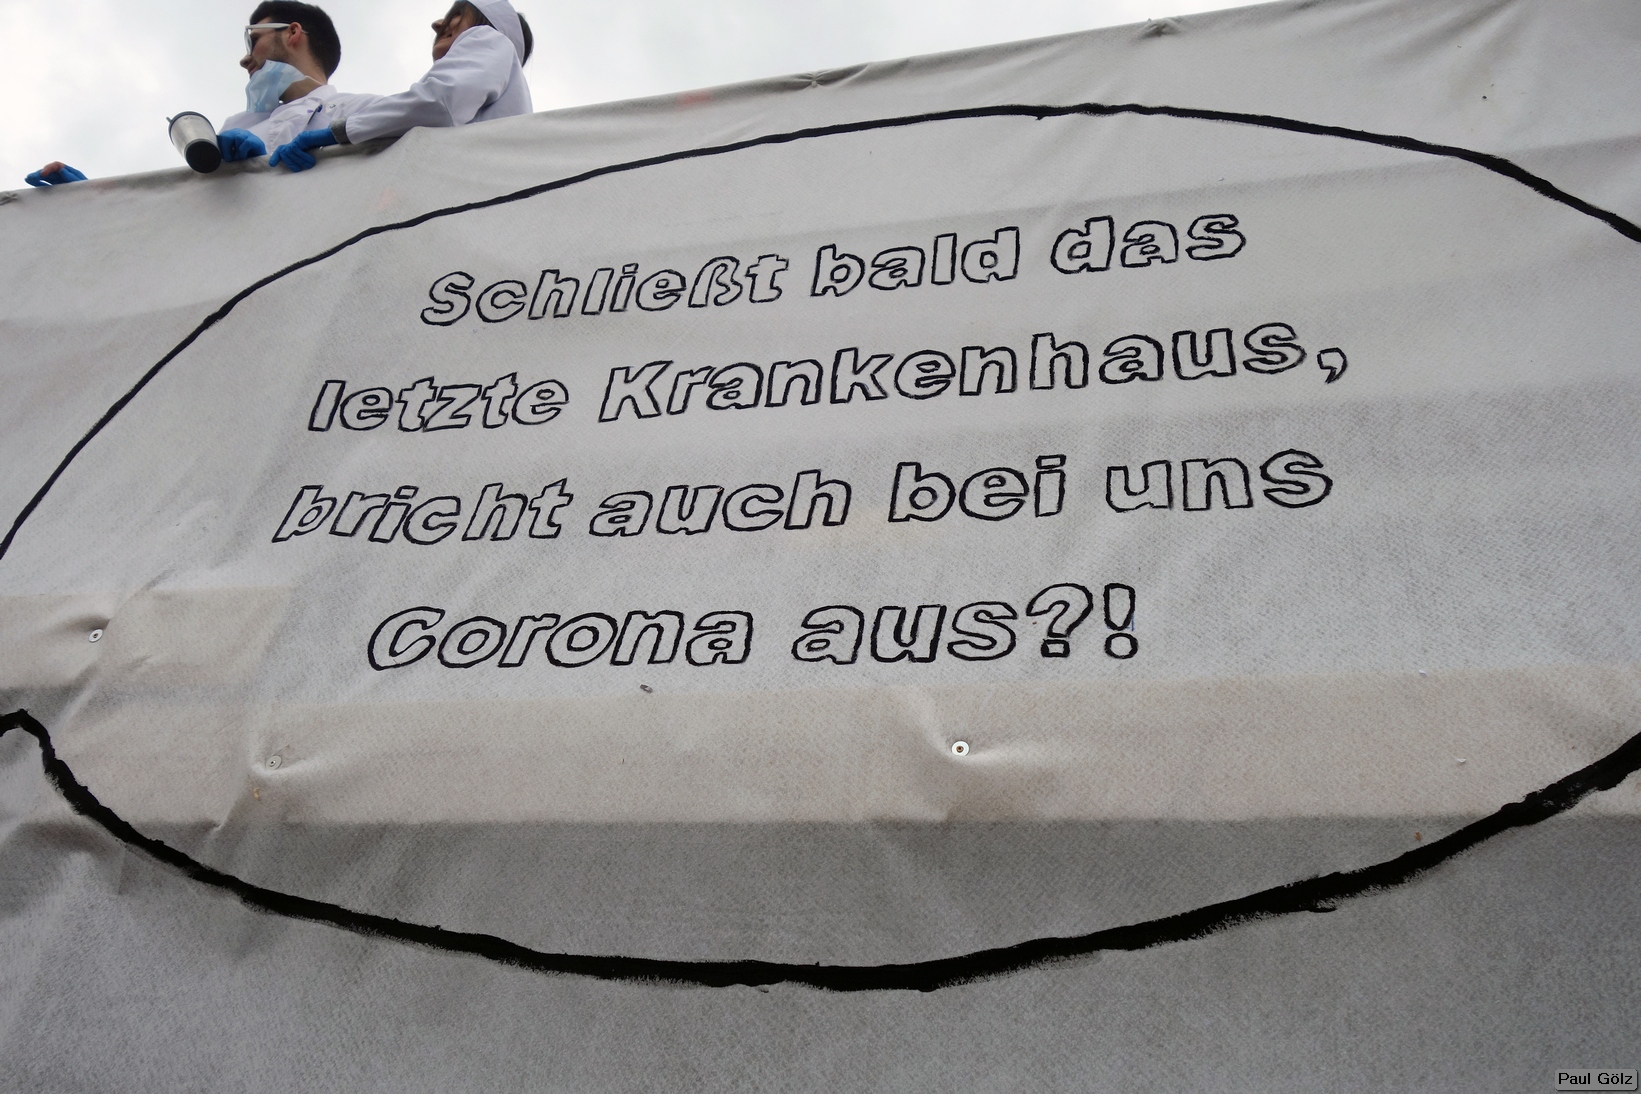 Schließt bald das
letzte Krankenhaus,
bricht auch bei uns
Corona aus?!
Paul Gölz